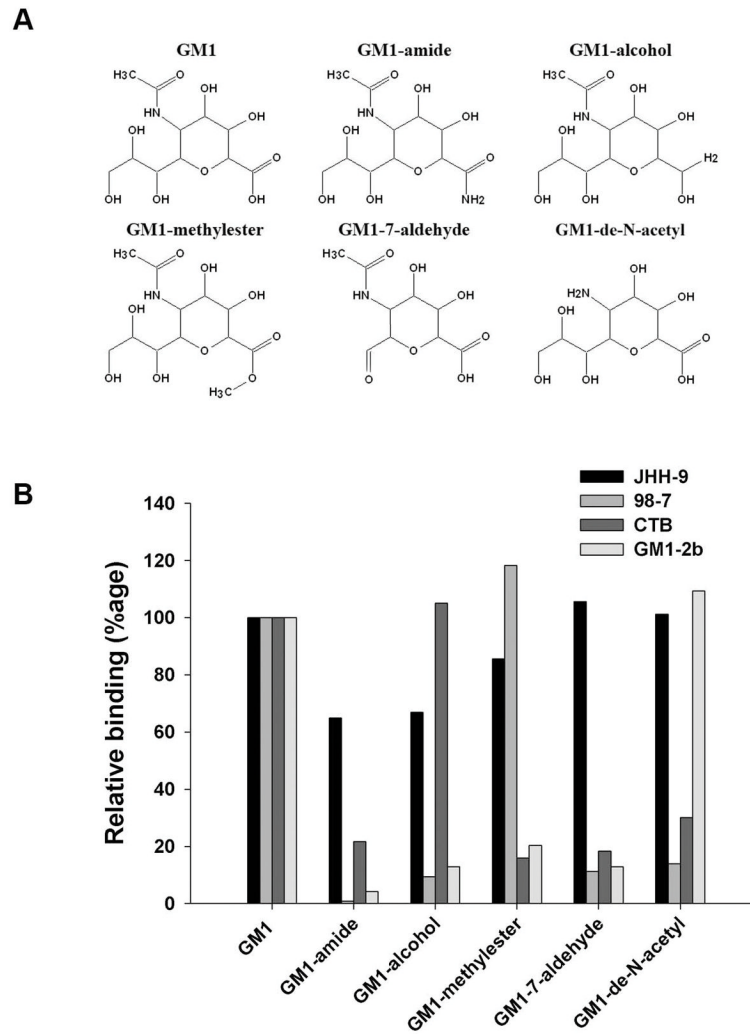 A
GM1 GM1-amide GM1-alcohol
H3C O OH HN OH OH OH OH O OH
H3C O OH HN OH OH OH OH O NH2
H3C O OH HN OH OH OH OH O H2 OH
GM1-methylester GM1-7-aldehyde GM1-de-N-acetyl
H3C O OH HN OH OH OH OH O O H3C O
H3C O OH HN OH O O O OH
OH H2N OH OH OH OH O O OH
B
JHH-9
98-7
CTB
GM1-2b
Relative binding (%age)
140
120
100
80
60
40
20
0
GM1 GM1-amide GM1-alcohol GM1-methylester GM1-7-aldehyde GM1-de-N-acetyl